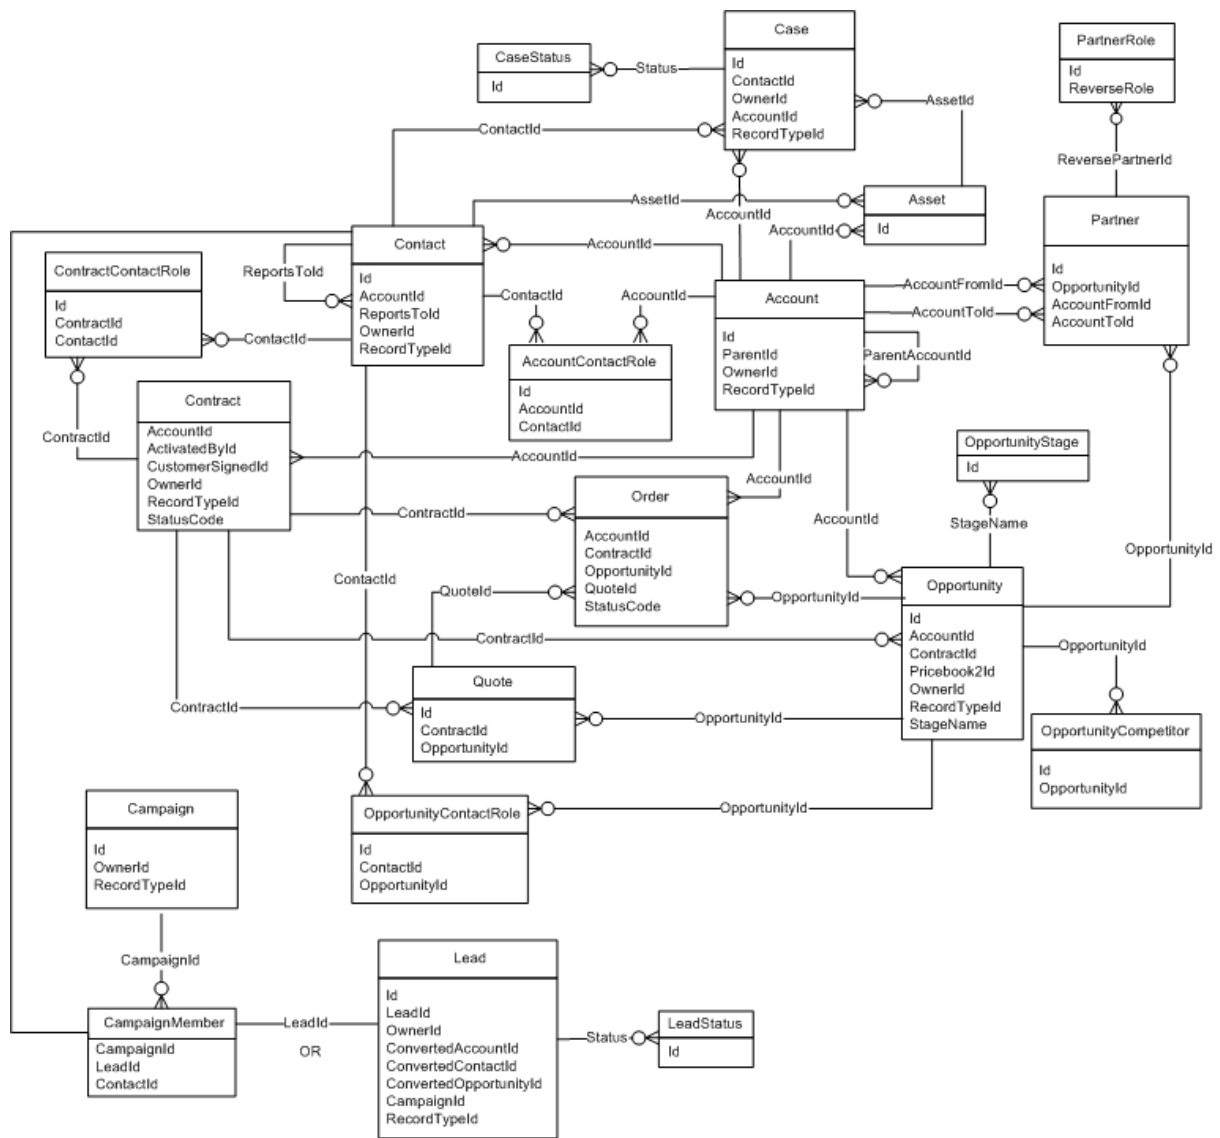 Case
Id
ContactId
OwnerId
AccountId
RecordTypeId
CaseStatus
Id
Status
PartnerRole
Id
ReverseRole
AssetId
ContactId
ReversePartnerId
AssetId
Asset
Id
AccountId
AccountId
Partner
Id
OpportunityId
AccountFromId
AccountToId
Contact
Id
AccountId
ReportsToId
OwnerId
RecordTypeId
AccountId
ReportsToId
ContractContactRole
Id
ContractId
ContactId
ContactId
ContactId
AccountId
Account
Id
ParentId
OwnerId
RecordTypeId
AccountFromId
AccountToId
ParentAccountId
AccountContactRole
Id
AccountId
ContactId
Contract
AccountId
ActivatedById
CustomerSignedId
OwnerId
RecordTypeId
StatusCode
ContractId
AccountId
AccountId
OpportunityStage
Id
StageName
Order
AccountId
ContractId
OpportunityId
QuoteId
StatusCode
ContractId
AccountId
OpportunityId
ContactId
QuoteId
OpportunityId
Opportunity
Id
AccountId
ContractId
Pricebook2Id
OwnerId
RecordTypeId
StageName
ContractId
OpportunityId
Quote
Id
ContractId
OpportunityId
ContractId
OpportunityId
OpportunityCompetitor
Id
OpportunityId
Campaign
Id
OwnerId
RecordTypeId
OpportunityContactRole
Id
ContactId
OpportunityId
OpportunityId
CampaignId
Lead
Id
LeadId
OwnerId
ConvertedAccountId
ConvertedContactId
ConvertedOpportunityId
CampaignId
RecordTypeId
CampaignMember
CampaignId
LeadId
ContactId
LeadId
OR
Status
LeadStatus
Id